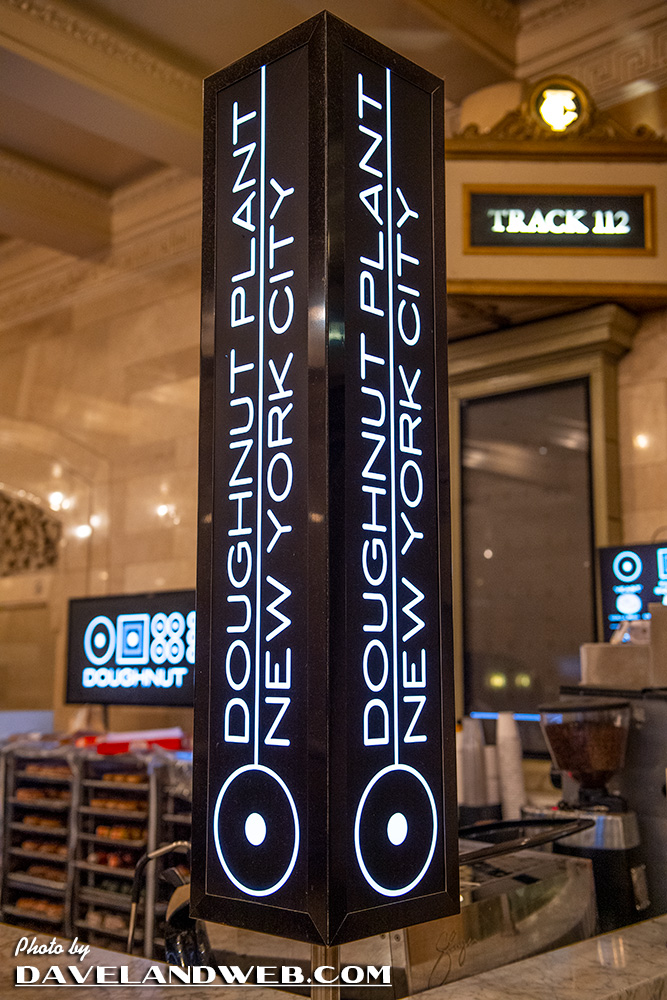 DOUGHNUT PLANT
NEW YORK CITY
DOUGHNUT PLANT
NEW YORK CITY
TRACK 112
DOUGHNUT
Photo by
DAVELANDWEB.COM